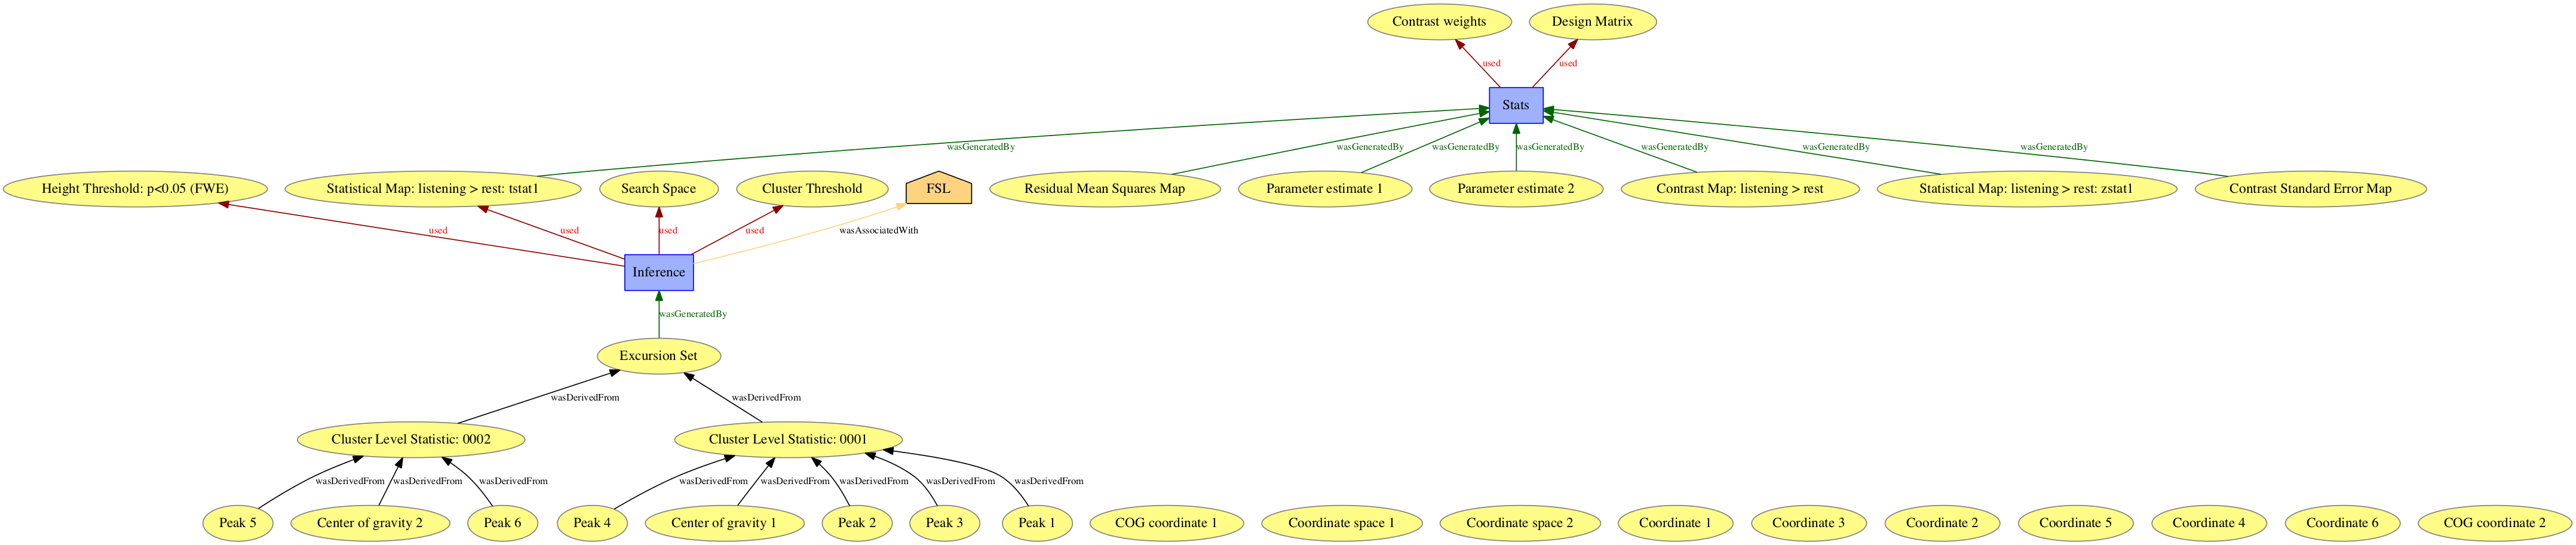 Contrast weights
Design Matrix
used
used
Stats
wasGeneratedBy
wasGeneratedBy
wasGeneratedBy
wasGeneratedBy
wasGeneratedBy
wasGeneratedBy
wasGeneratedBy
Height Threshold: p<0.05 (FWE)
Statistical Map: listening > rest: tstat1
Search Space
Cluster Threshold
FSL
Residual Mean Squares Map
Parameter estimate 1
Parameter estimate 2
Contrast Map: listening > rest
Statistical Map: listening > rest: zstat1
Contrast Standard Error Map
used
used
used
used
wasAssociatedWith
Inference
wasGeneratedBy
Excursion Set
wasDerivedFrom
wasDerivedFrom
Cluster Level Statistic: 0002
Cluster Level Statistic: 0001
wasDerivedFrom
wasDerivedFrom
wasDerivedFrom
wasDerivedFrom
wasDerivedFrom
wasDerivedFrom
wasDerivedFrom
wasDerivedFrom
Peak 5
Center of gravity 2
Peak 6
Peak 4
Center of gravity 1
Peak 2
Peak 3
Peak 1
COG coordinate 1
Coordinate space 1
Coordinate space 2
Coordinate 1
Coordinate 3
Coordinate 2
Coordinate 5
Coordinate 4
Coordinate 6
COG coordinate 2